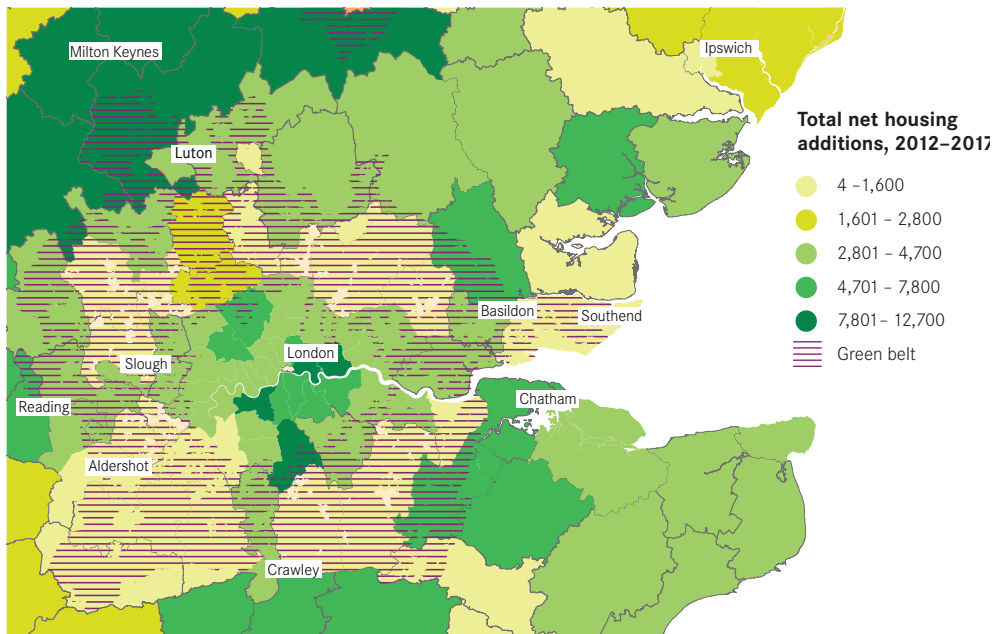 Milton Keynes
Ipswich
Luton
Basildon
Southend
London
Slough
Chatham
Reading
Aldershot
Crawley
Total net housing
additions, 2012–2017
4 –1,600
1,601 – 2,800
2,801 – 4,700
4,701 – 7,800
7,801 – 12,700
Green belt